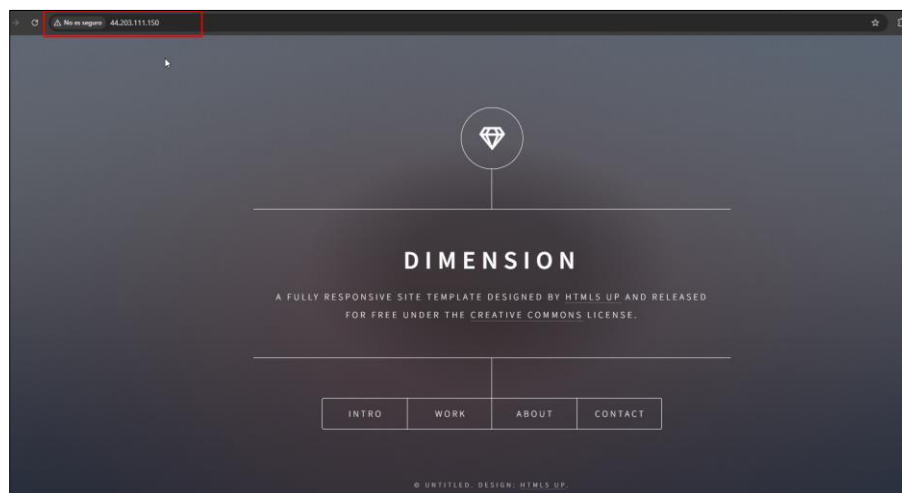 No es seguro 44.203.111.150
DIMENSION
A FULLY RESPONSIVE SITE TEMPLATE DESIGNED BY HTML5 UP AND RELEASED
FOR FREE UNDER THE CREATIVE COMMONS LICENSE.
INTRO WORK ABOUT CONTACT
© UNTITLED. DESIGN: HTML5 UP.